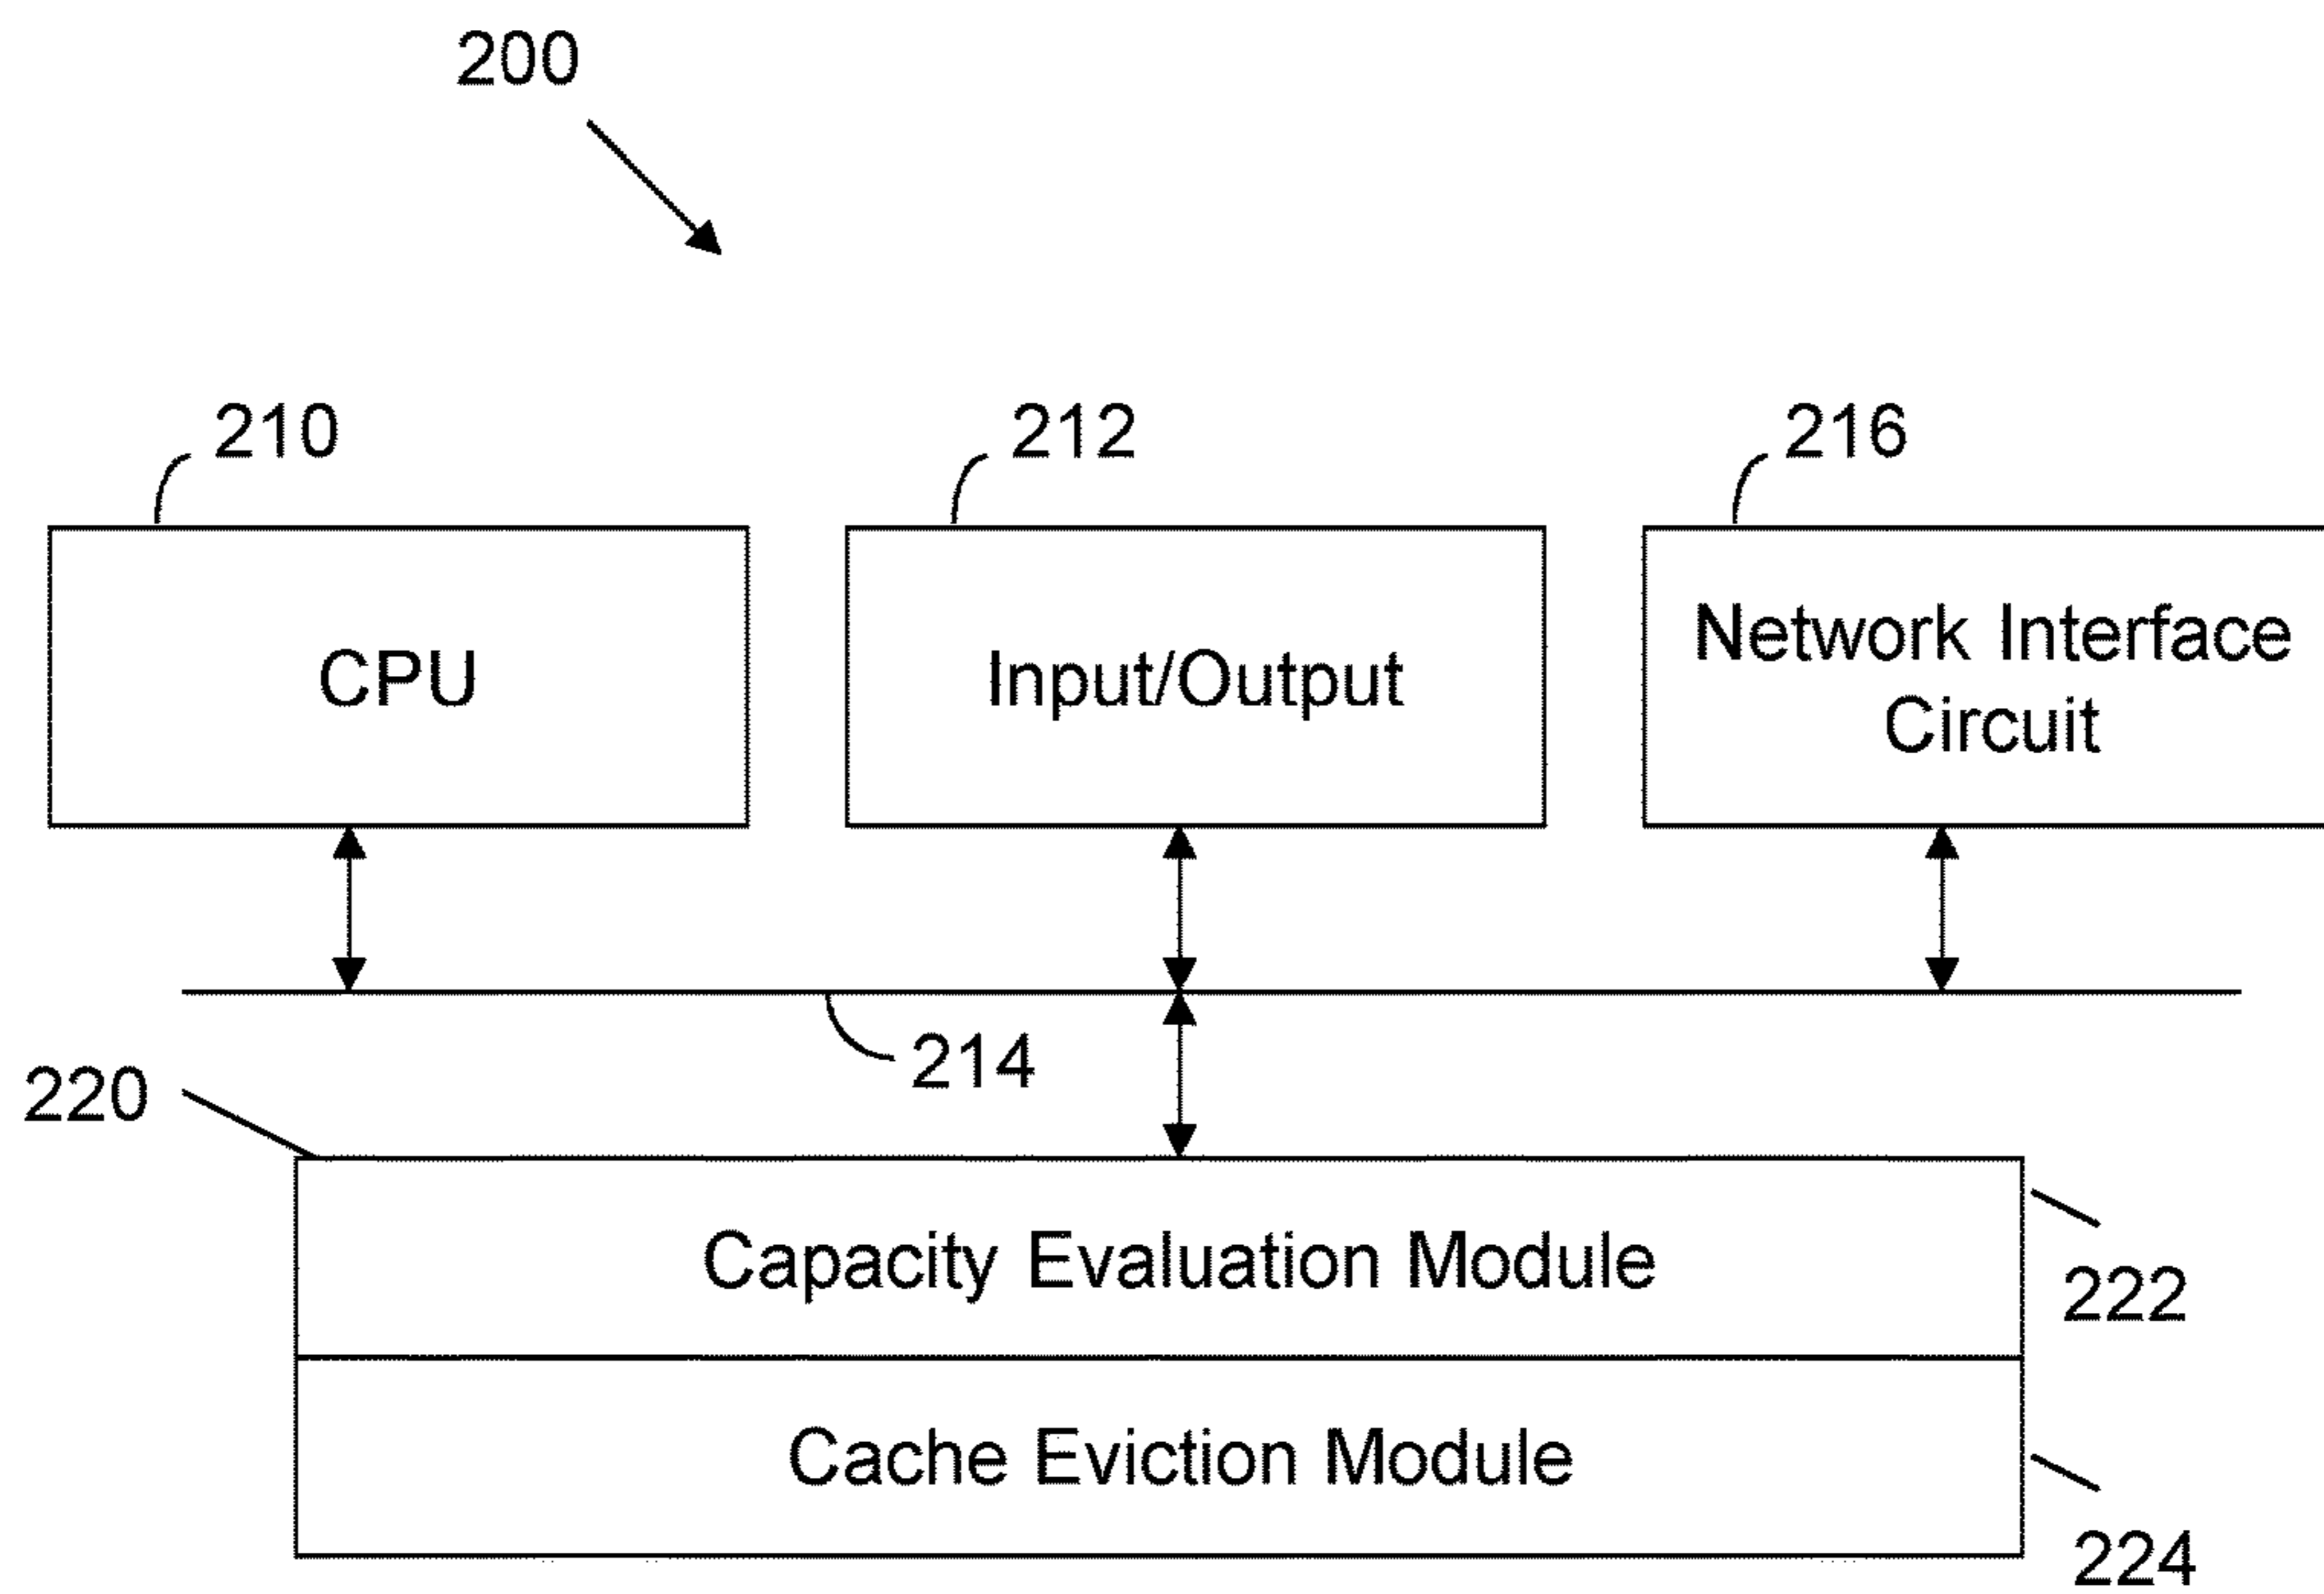 200
210
212
216
CPU
Input/Output
Network Interface
Circuit
214
220
Capacity Evaluation Module
222
Cache Eviction Module
224